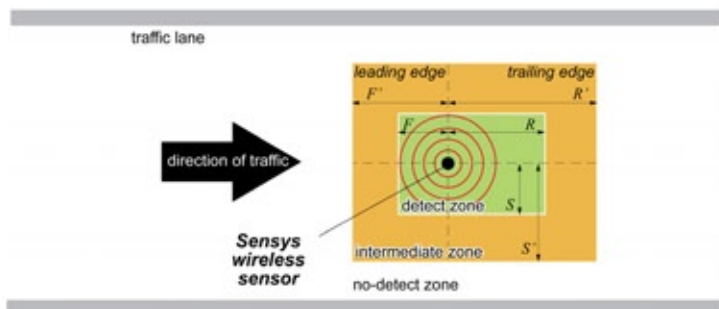 traffic lane
leading edge
trailing edge
F'
R'
F
R
direction of traffic
detect zone
S
Sensys
wireless
sensor
intermediate zone
S'
no-detect zone